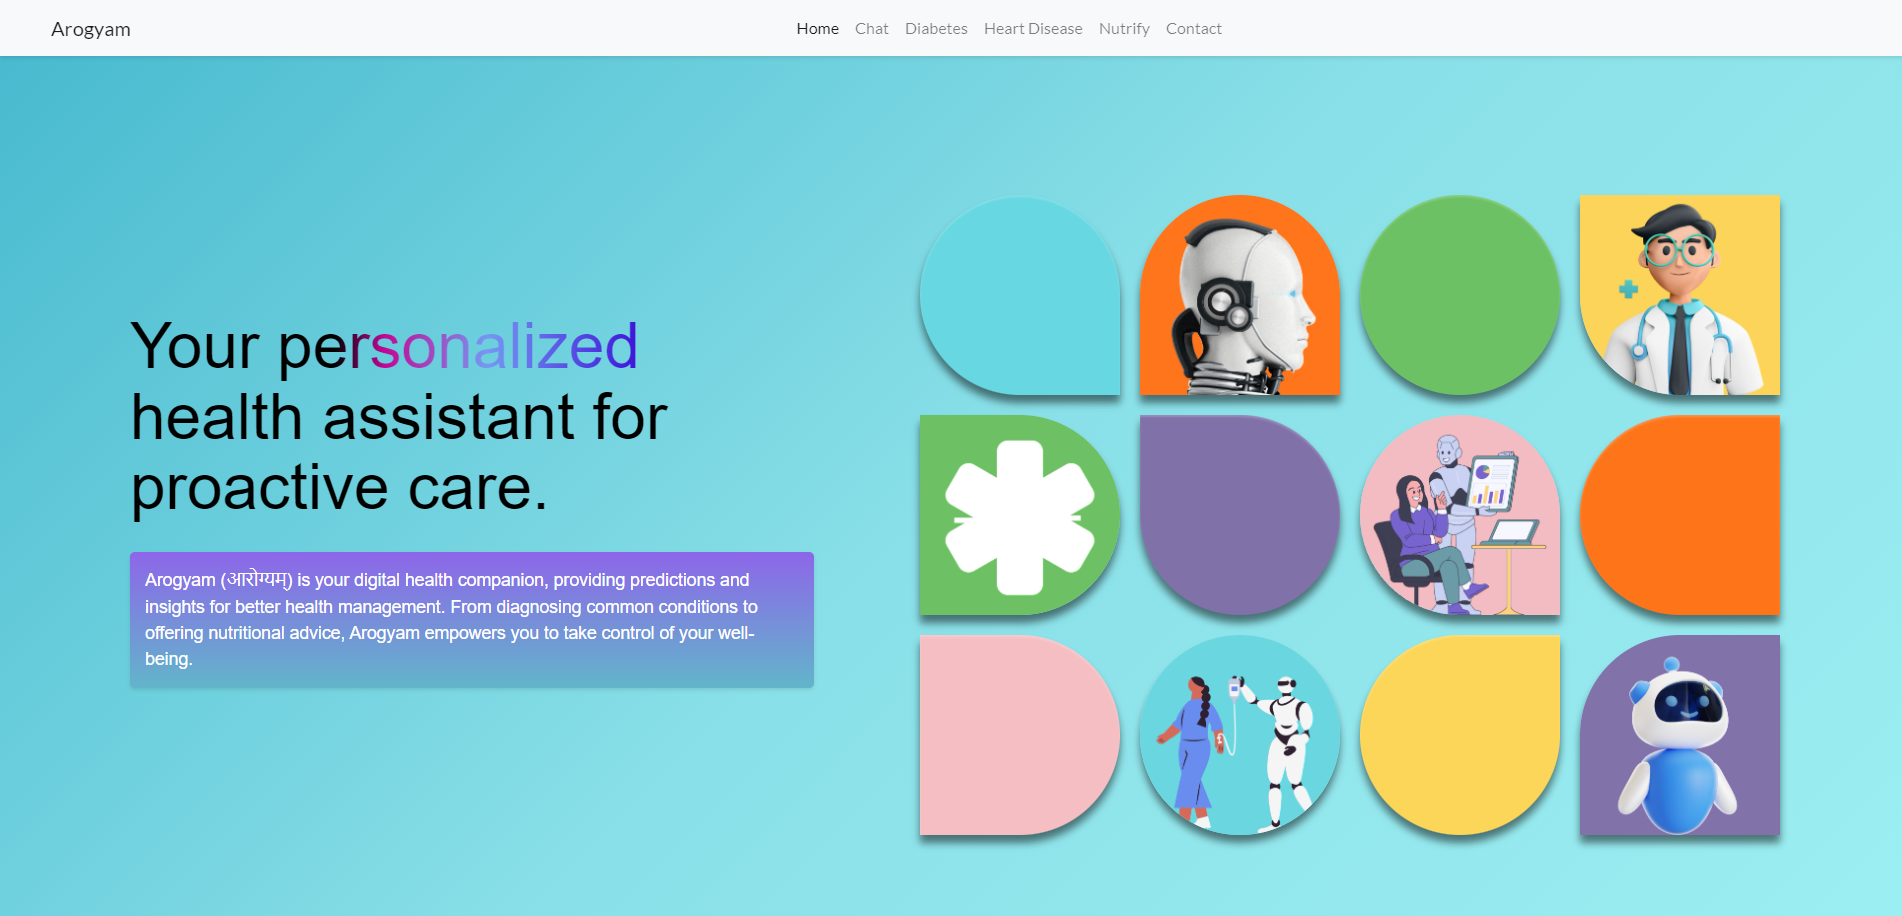 Arogyam
Home Chat Diabetes Heart Disease Nutrify Contact
Your personalized
health assistant for
proactive care.
Arogyam (आरोग्यम्) is your digital health companion, providing predictions and
insights for better health management. From diagnosing common conditions to
offering nutritional advice, Arogyam empowers you to take control of your well-
being.